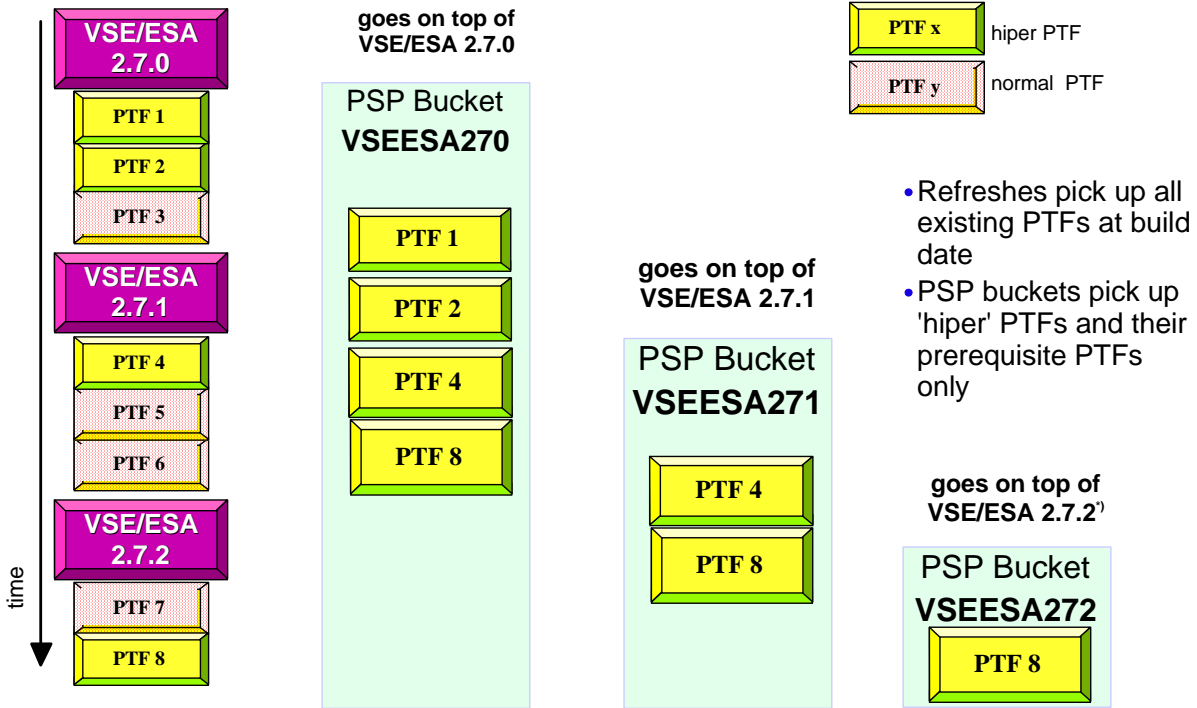 VSE/ESA
2.7.0
PTF 1
PTF 2
PTF 3
VSE/ESA
2.7.1
PTF 4
PTF 5
PTF 6
VSE/ESA
2.7.2
PTF 7
PTF 8
time
goes on top of
VSE/ESA 2.7.0
PSP Bucket
VSEESA270
PTF 1
PTF 2
PTF 4
PTF 8
goes on top of
VSE/ESA 2.7.1
PSP Bucket
VSEESA271
PTF 4
PTF 8
PTF x
hiper PTF
PTF y
normal PTF
• Refreshes pick up all
existing PTFs at build
date
• PSP buckets pick up
'hiper' PTFs and their
prerequisite PTFs
only
goes on top of
VSE/ESA 2.7.2*)
PSP Bucket
VSEESA272
PTF 8